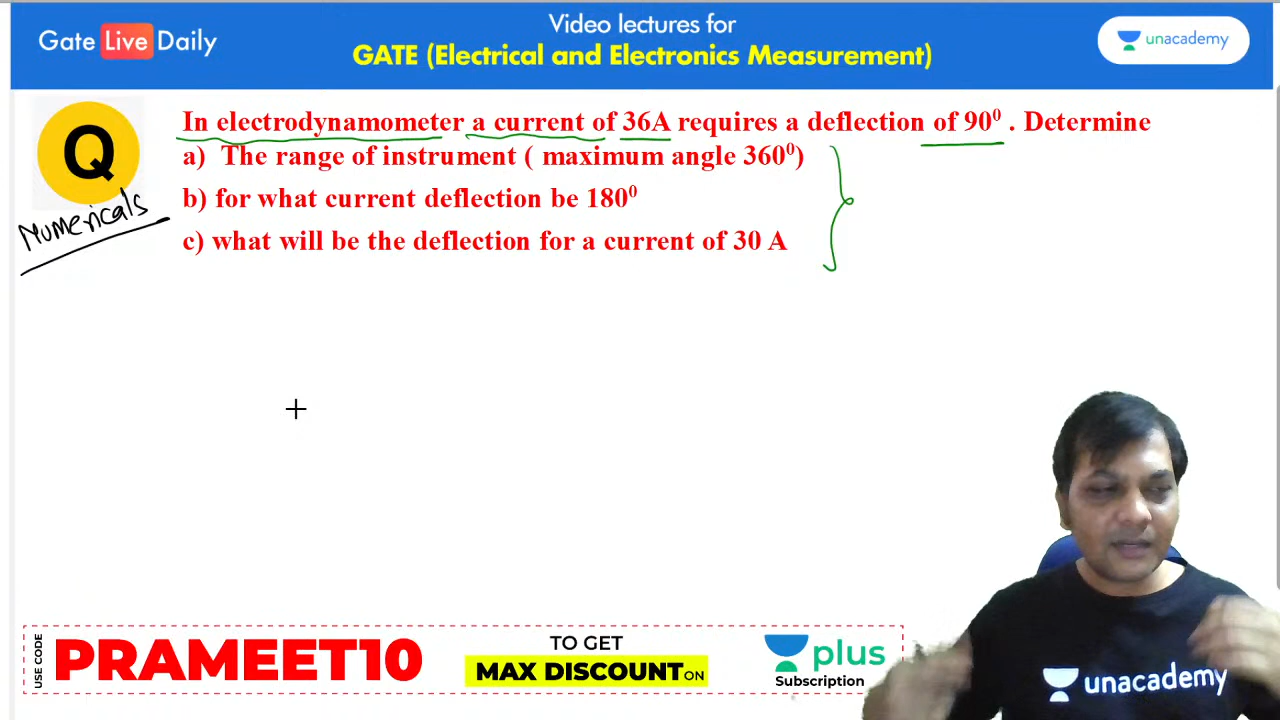 Gate Live Daily
Video lectures for
GATE (Electrical and Electronics Measurement)
unacademy
Q
Numericals
In electrodynamometer a current of 36A requires a deflection of 90⁰ . Determine
a) The range of instrument ( maximum angle 360⁰)
b) for what current deflection be 180⁰
c) what will be the deflection for a current of 30 A
USE CODE
PRAMEET10
TO GET
MAX DISCOUNT ON
plus
Subscription
unacademy